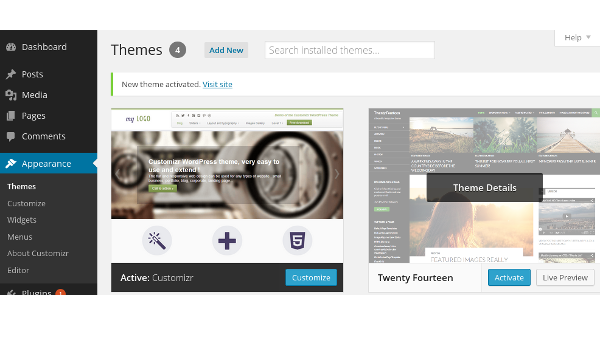 Help
Dashboard
Themes 4 Add New Search installed themes...
Posts
Media
New theme activated. Visit site
Pages
Comments
my LOGO
Appearance
Customizr WordPress theme, very easy to
use and extend !
Themes
Theme Details
Customize
Widgets
Menus
About Customizr
FEATURED IMAGES REALLY
Editor
Active: Customizr Customize
Twenty Fourteen Activate Live Preview
Plugins 1